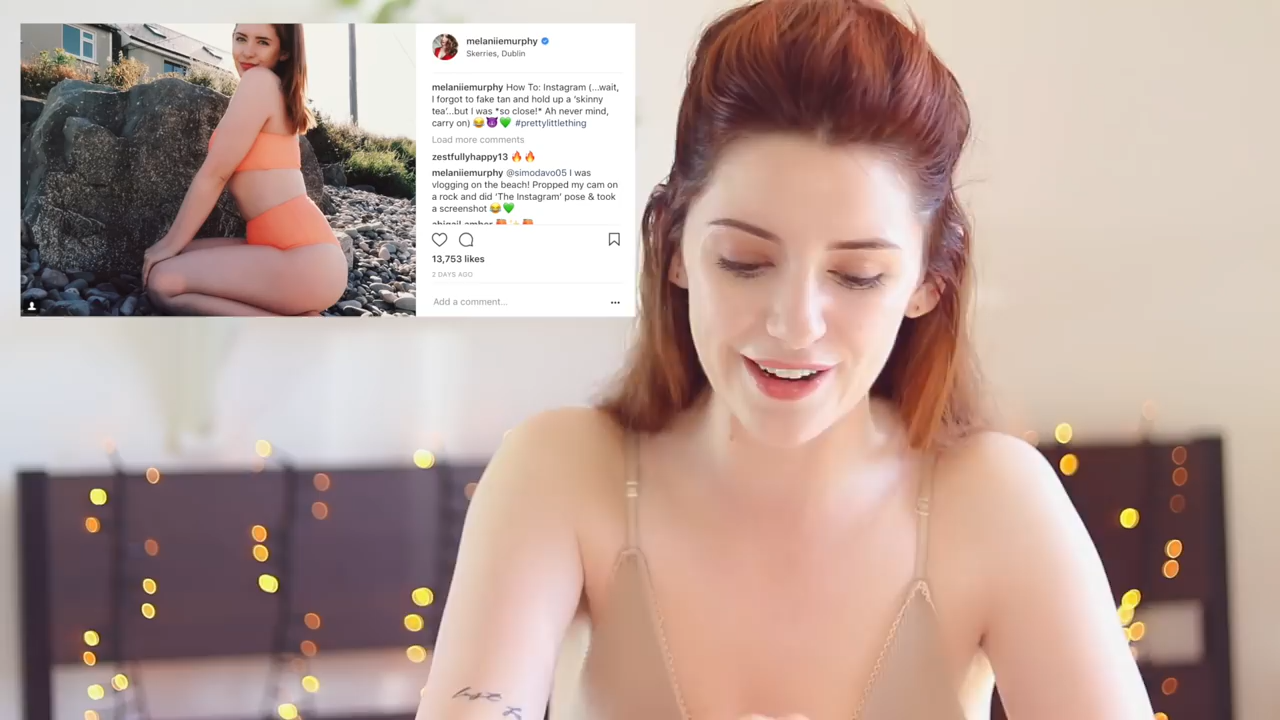 melaniiemurphy
Skerries, Dublin
melaniiemurphy How To: Instagram (...wait,
I forgot to fake tan and hold up a 'skinny
tea'...but I was *so close!* Ah never mind,
carry on) 😂😈💚 #prettylittlething
Load more comments
zestfullyhappy13 🔥🔥
melaniiemurphy @simodavo05 I was
vlogging on the beach! Propped my cam on
a rock and did 'The Instagram' pose & took
a screenshot 😂💚
13,753 likes
2 DAYS AGO
Add a comment...